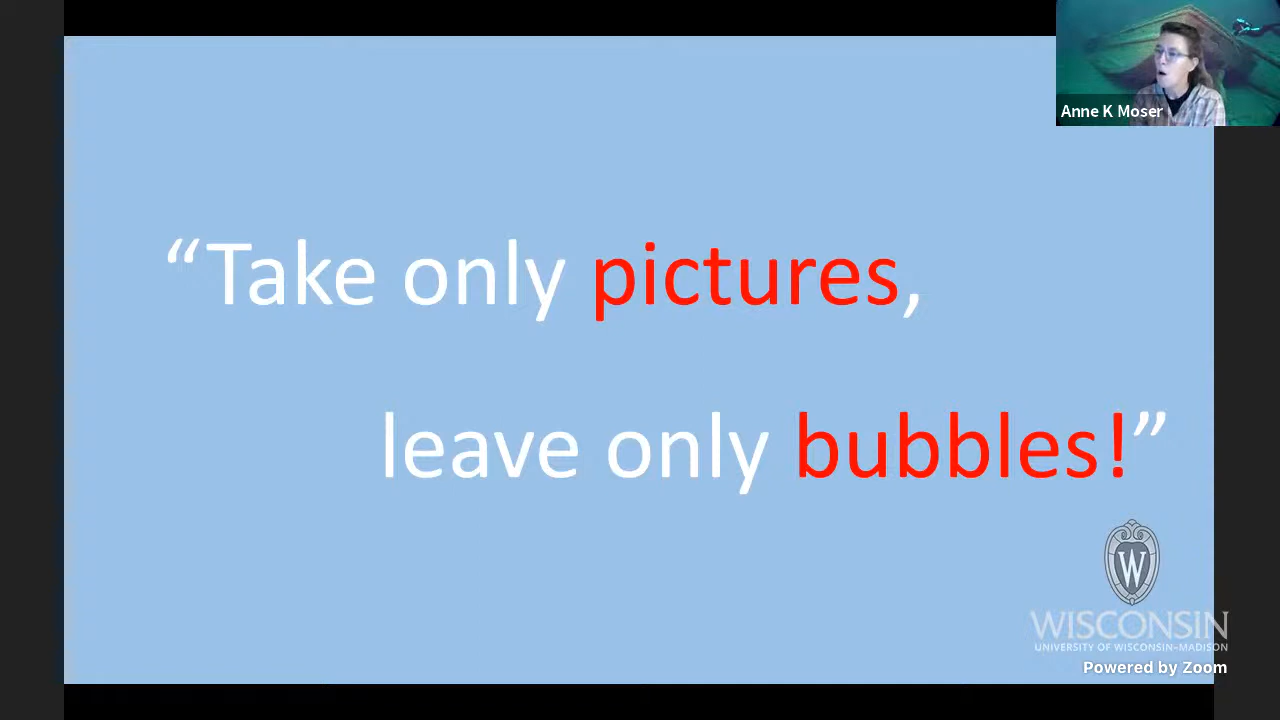 Anne K Moser
“Take only pictures,
leave only bubbles!”
W
WISCONSIN
UNIVERSITY OF WISCONSIN–MADISON
Powered by Zoom